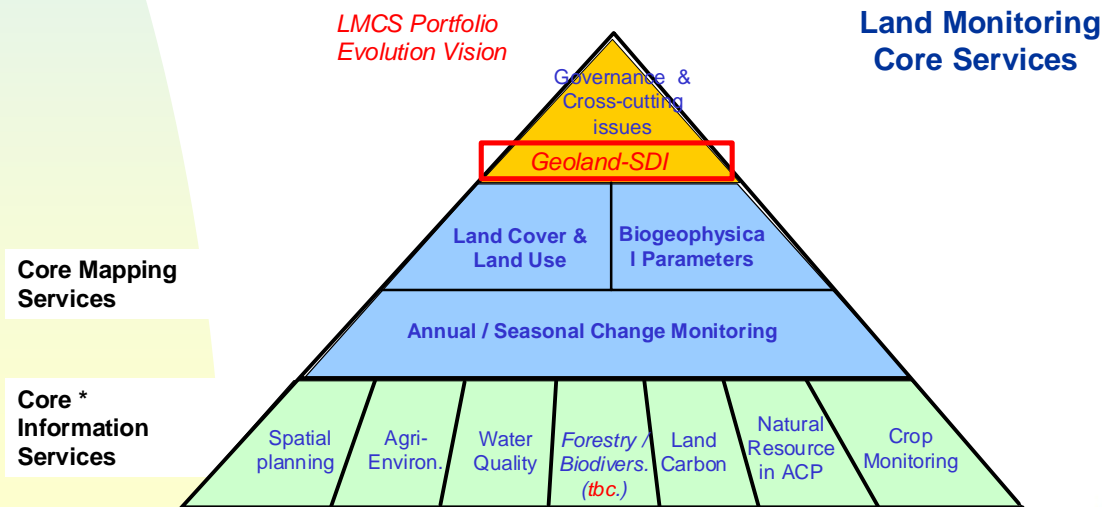 LMCS Portfolio
Evolution Vision
Land Monitoring
Core Services
Governance &
Cross-cutting
issues
Geoland-SDI
Land Cover &
Land Use
Biogeophysica
l Parameters
Core Mapping
Services
Annual / Seasonal Change Monitoring
Core *
Information
Services
Spatial
planning
Agri-
Environ.
Water
Quality
Forestry /
Biodivers.
(tbc.)
Land
Carbon
Natural
Resource
in ACP
Crop
Monitoring